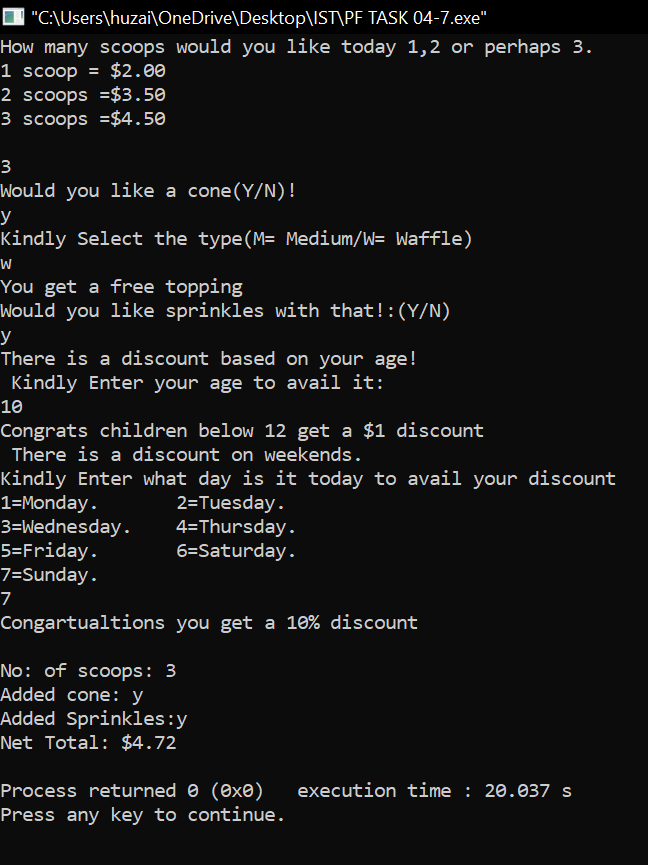 "C:\Users\huzai\OneDrive\Desktop\IST\PF TASK 04-7.exe"
How many scoops would you like today 1,2 or perhaps 3.
1 scoop = $2.00
2 scoops =$3.50
3 scoops =$4.50
3
Would you like a cone(Y/N)!
y
Kindly Select the type(M= Medium/W= Waffle)
w
You get a free topping
Would you like sprinkles with that!:(Y/N)
y
There is a discount based on your age!
 Kindly Enter your age to avail it:
10
Congrats children below 12 get a $1 discount
 There is a discount on weekends.
Kindly Enter what day is it today to avail your discount
1=Monday.       2=Tuesday.
3=Wednesday.    4=Thursday.
5=Friday.       6=Saturday.
7=Sunday.
7
Congartualtions you get a 10% discount
No: of scoops: 3
Added cone: y
Added Sprinkles:y
Net Total: $4.72
Process returned 0 (0x0)   execution time : 20.037 s
Press any key to continue.